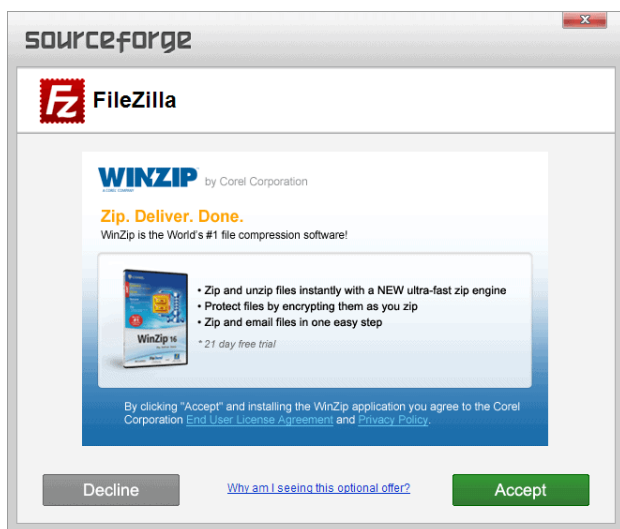 sourceforge
FileZilla
WINZIP by Corel Corporation
A COREL COMPANY
Zip. Deliver. Done.
WinZip is the World's #1 file compression software!
• Zip and unzip files instantly with a NEW ultra-fast zip engine
• Protect files by encrypting them as you zip
• Zip and email files in one easy step
* 21 day free trial
WinZip 16
By clicking "Accept" and installing the WinZip application you agree to the Corel
Corporation End User License Agreement and Privacy Policy.
Decline
Why am I seeing this optional offer?
Accept